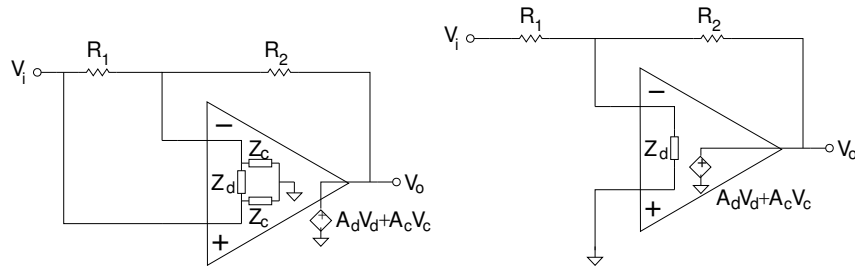 R1
R2
Vi
−
Zc
Zd
Zc
Vo
AdVd+AcVc
+
R1
R2
Vi
−
Zd
Vo
AdVd+AcVc
+